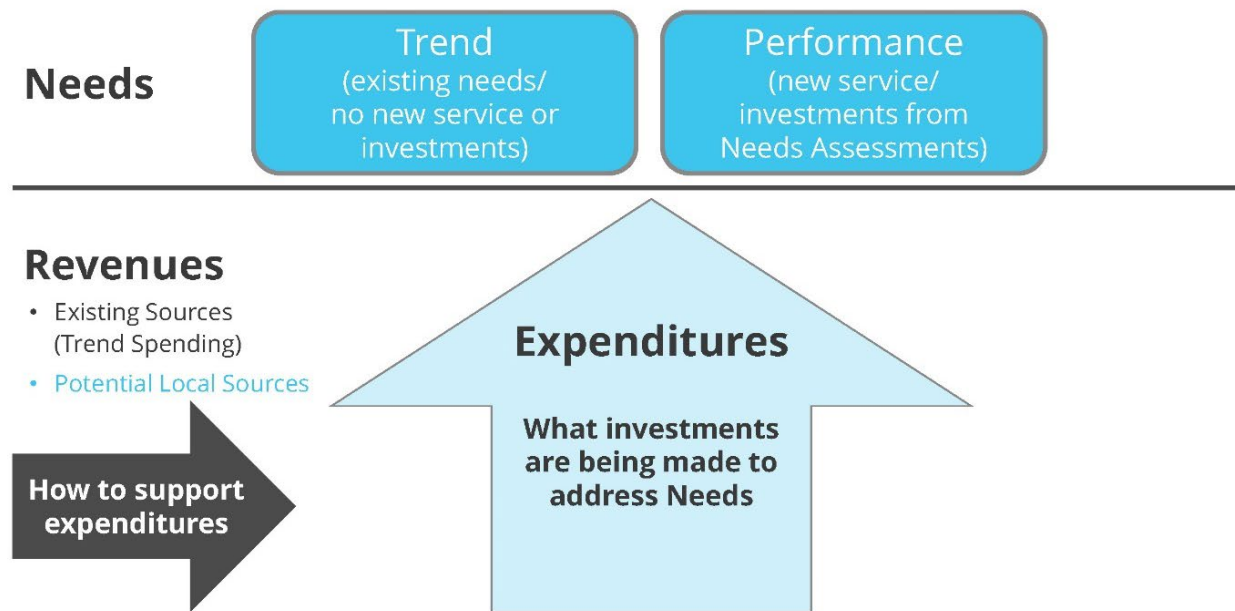 Needs
Trend
(existing needs/
no new service or
investments)
Performance
(new service/
investments from
Needs Assessments)
Revenues
• Existing Sources
(Trend Spending)
• Potential Local Sources
How to support
expenditures
Expenditures
What investments
are being made to
address Needs